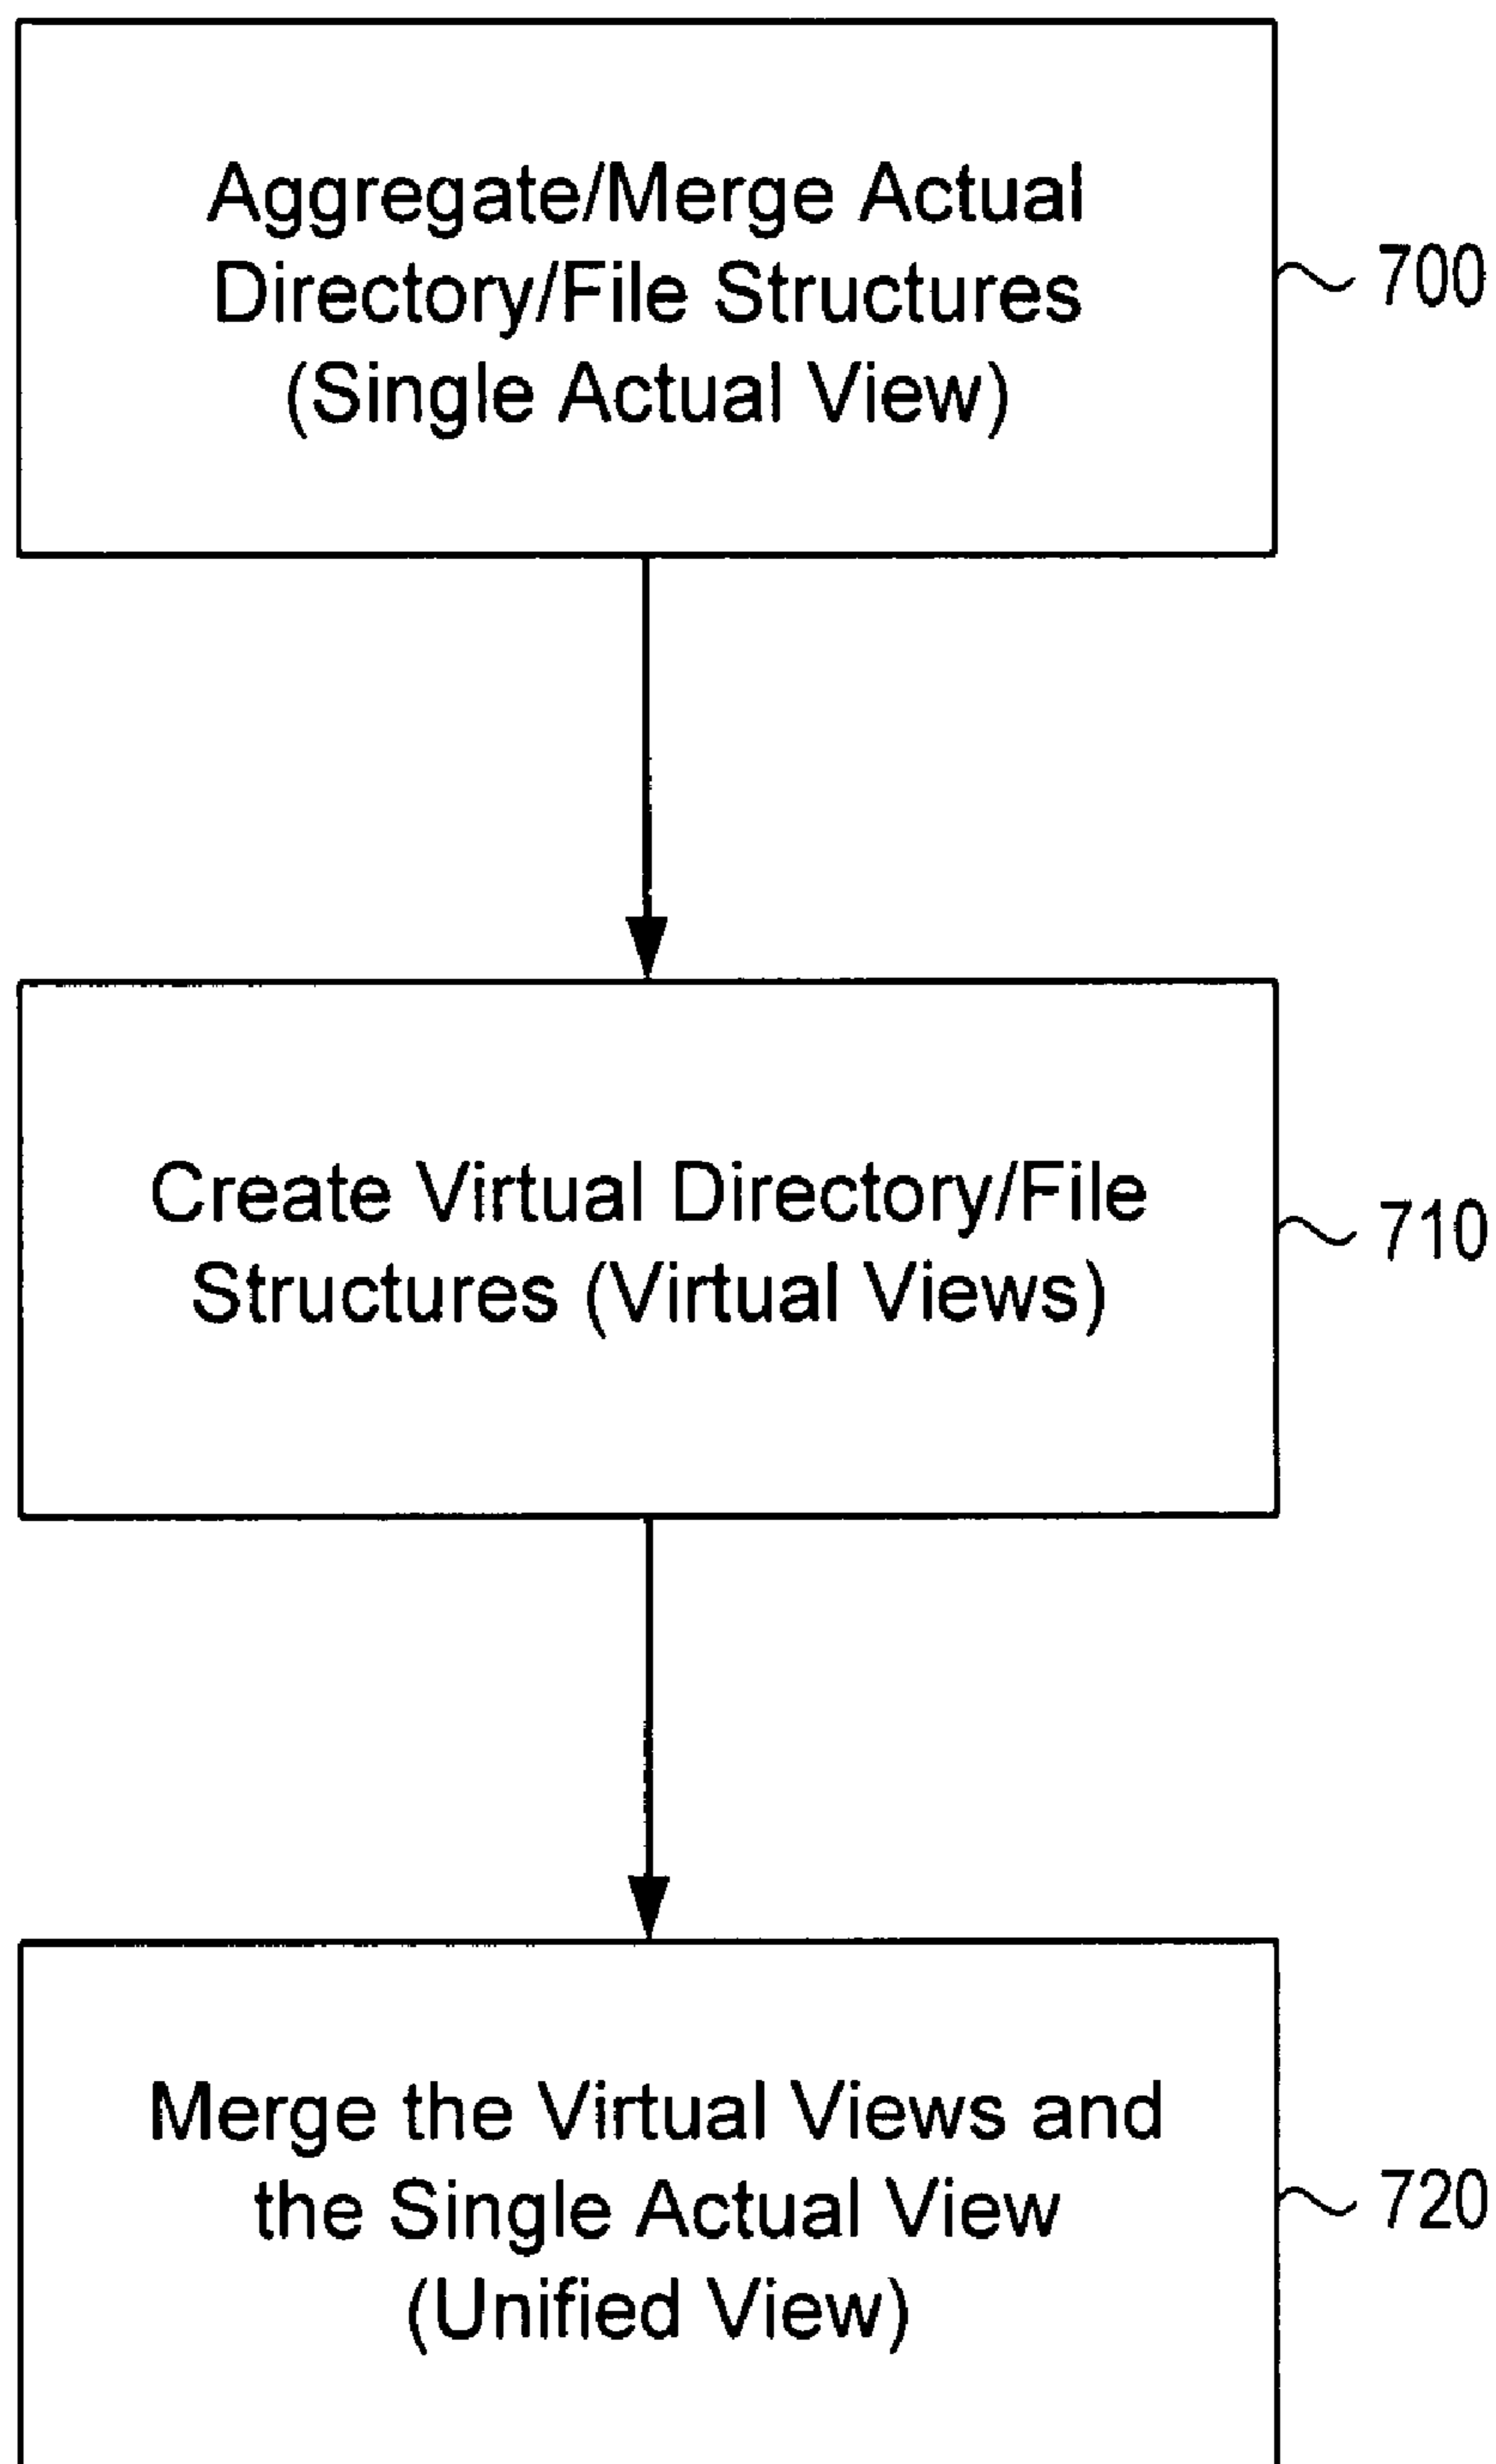 Aggregate/Merge Actual
Directory/File Structures
(Single Actual View)
700
Create Virtual Directory/File
Structures (Virtual Views)
710
Merge the Virtual Views and
the Single Actual View
(Unified View)
720